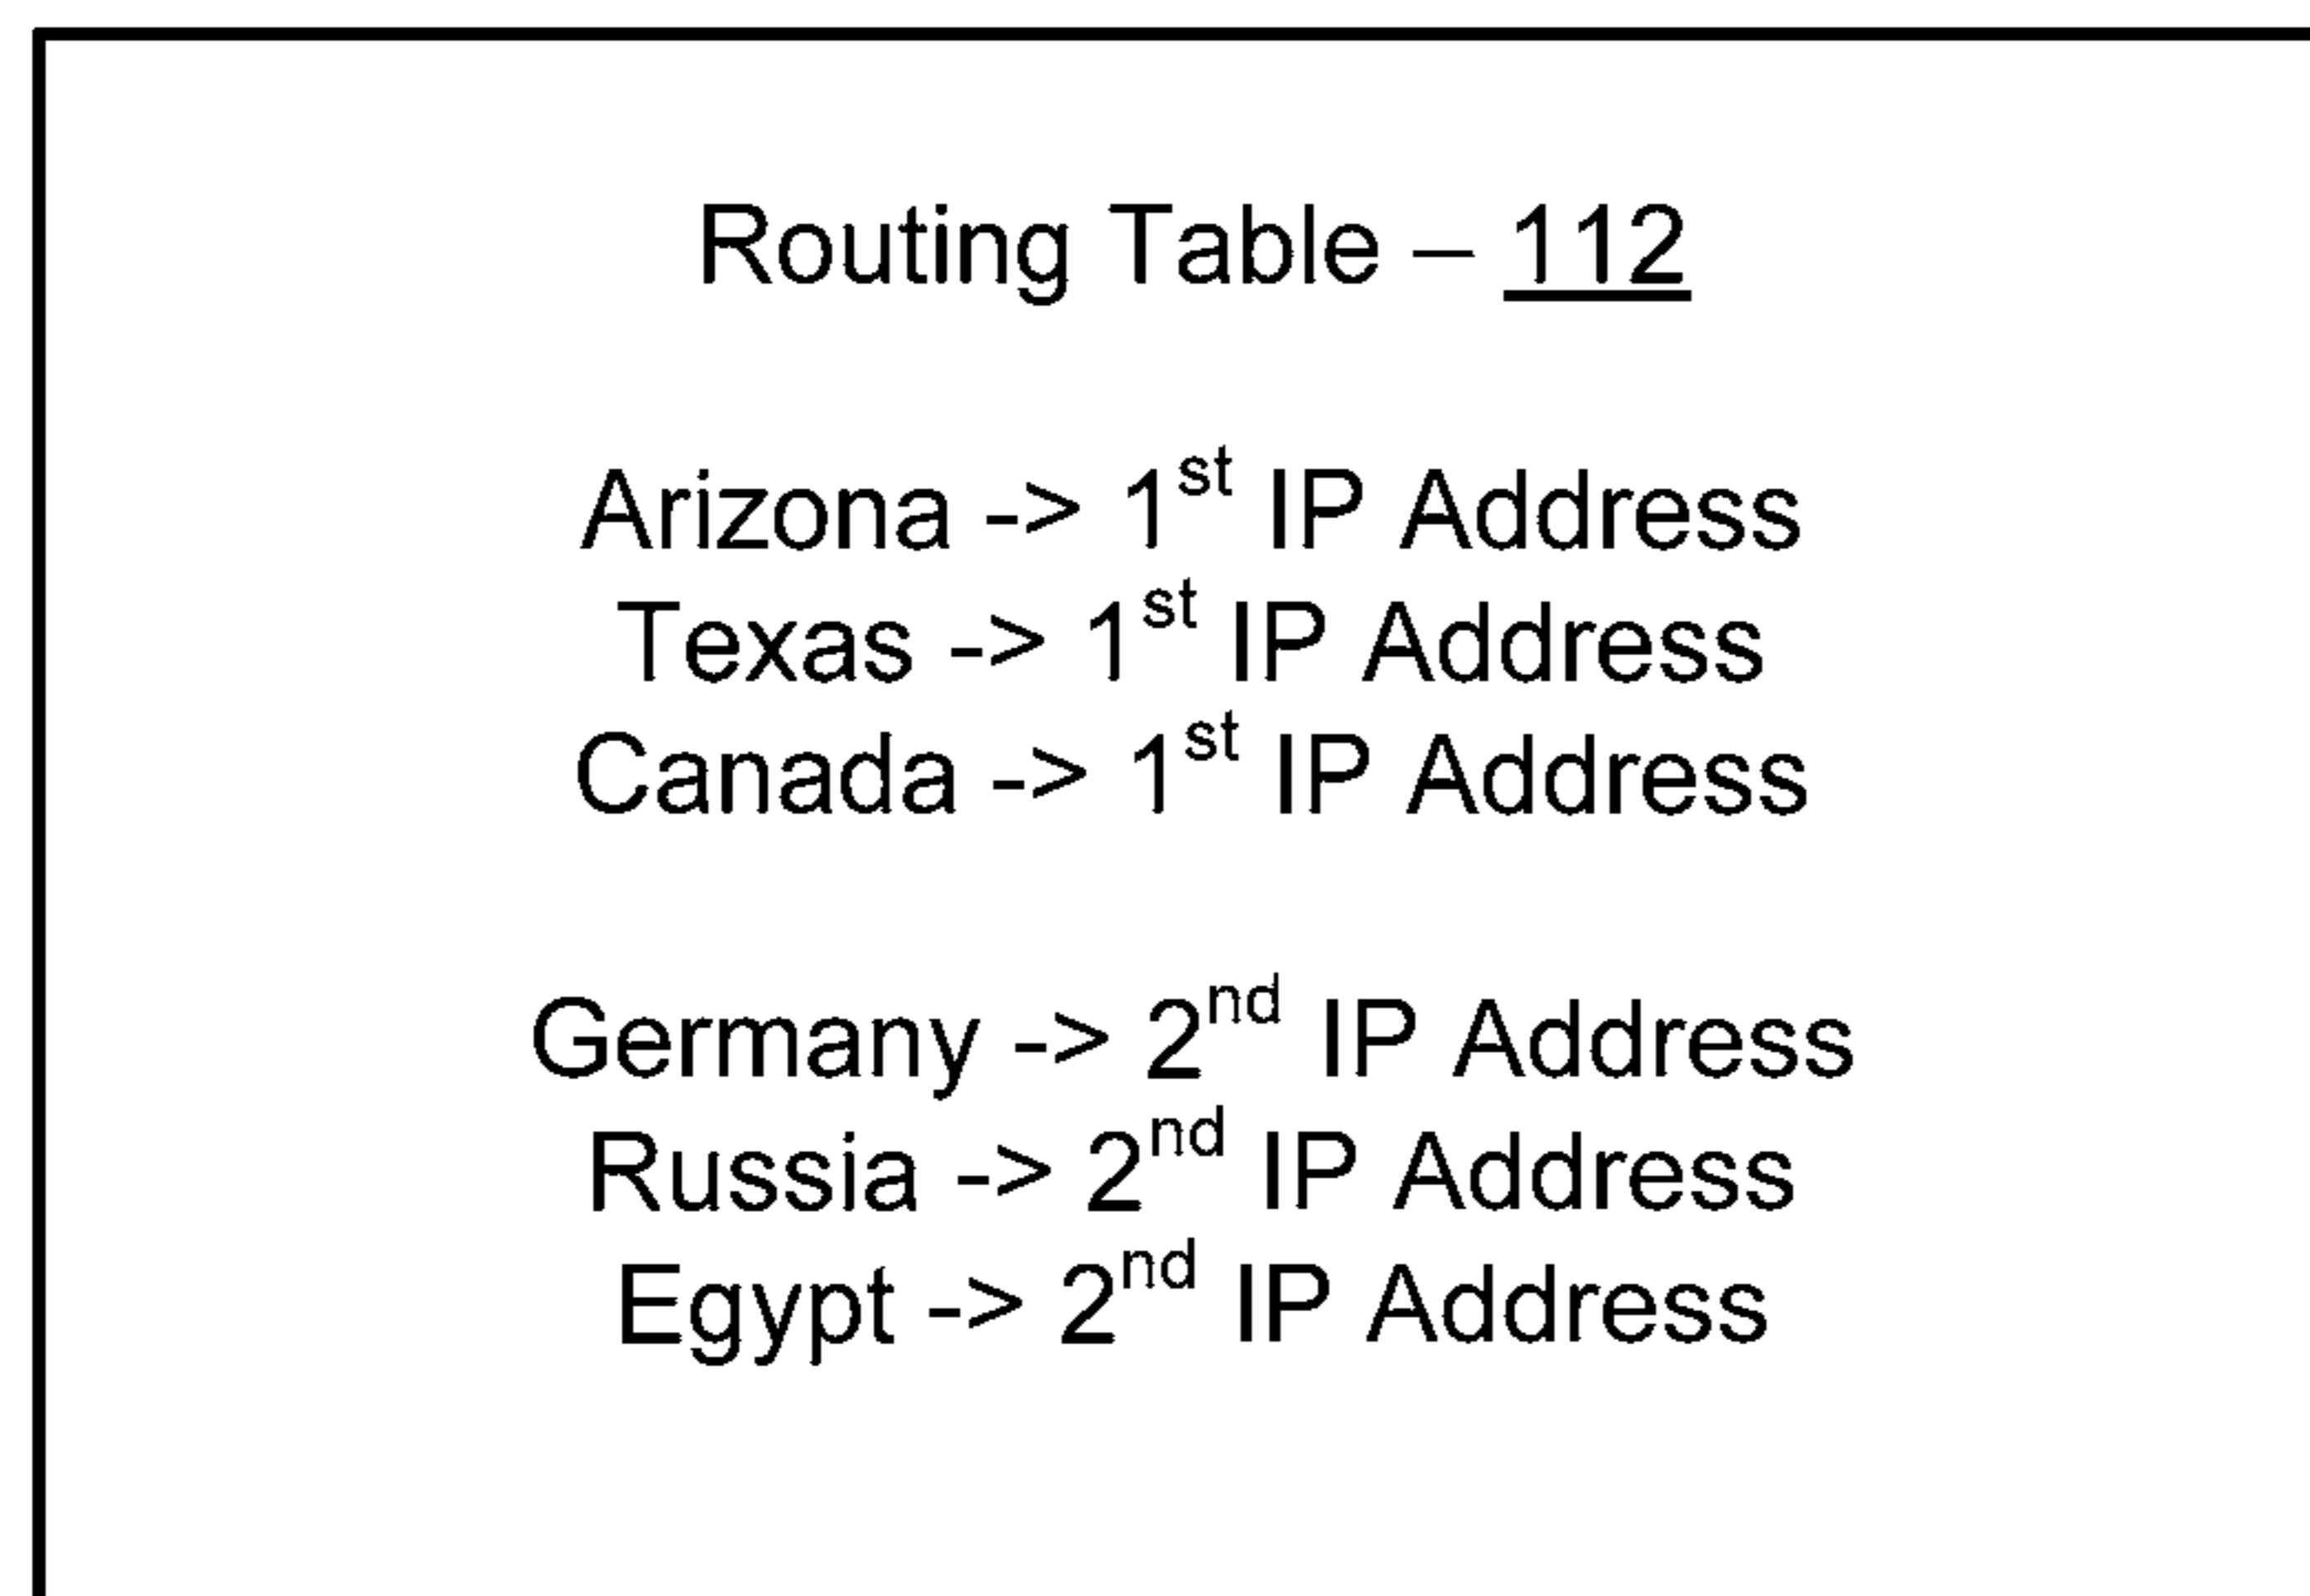 Routing Table – 112
Arizona -> 1st IP Address
Texas -> 1st IP Address
Canada -> 1st IP Address
Germany -> 2nd IP Address
Russia -> 2nd IP Address
Egypt -> 2nd IP Address